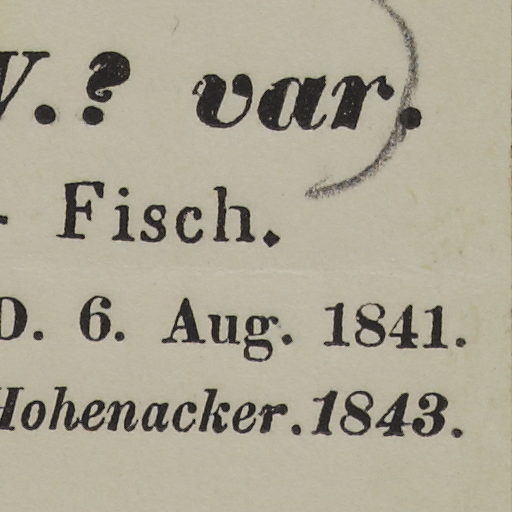 W.? var.
Fisch.
D. 6. Aug. 1841.
Hohenacker. 1843.